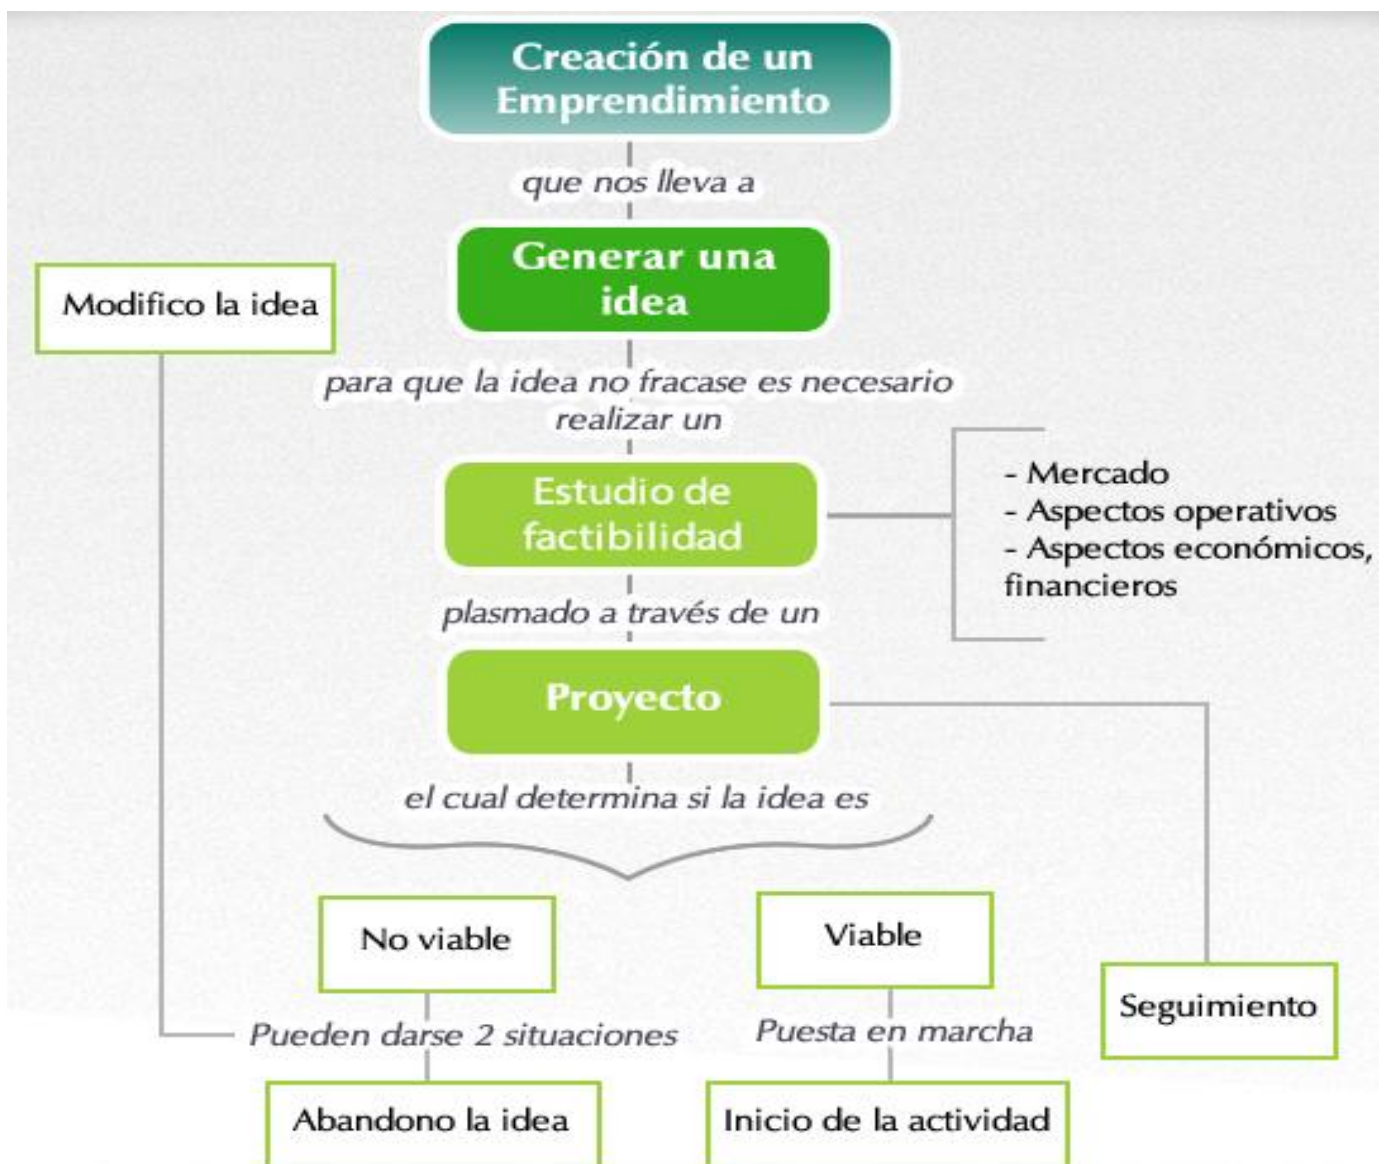 Creación de un
Emprendimiento
que nos lleva a
Generar una
idea
Modifico la idea
para que la idea no fracase es necesario
realizar un
Estudio de
factibilidad
- Mercado
- Aspectos operativos
- Aspectos económicos,
financieros
plasmado a través de un
Proyecto
el cual determina si la idea es
No viable
Viable
Seguimiento
Pueden darse 2 situaciones
Puesta en marcha
Abandono la idea
Inicio de la actividad